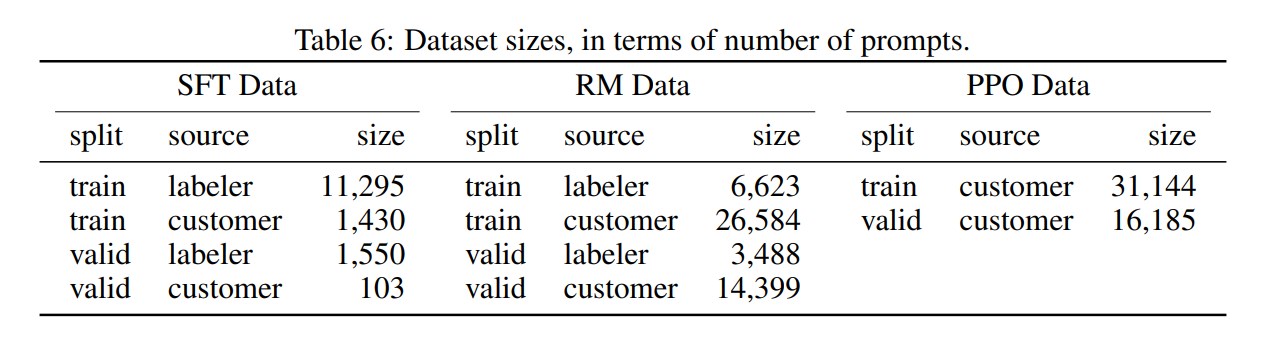 Table 6: Dataset sizes, in terms of number of prompts.
SFT Data RM Data PPO Data
split source size split source size split source size
train labeler 11,295 train labeler 6,623 train customer 31,144
train customer 1,430 train customer 26,584 valid customer 16,185
valid labeler 1,550 valid labeler 3,488
valid customer 103 valid customer 14,399